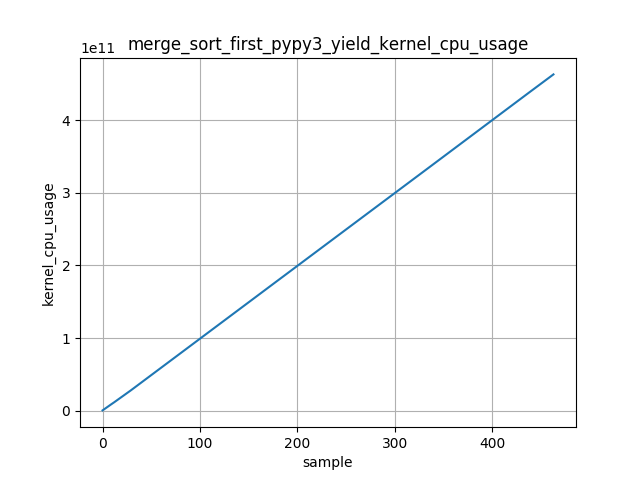 merge_sort_first_pypy3_yield_kernel_cpu_usage
1e11
kernel_cpu_usage
4
3
2
1
0
0 100 200 300 400
sample